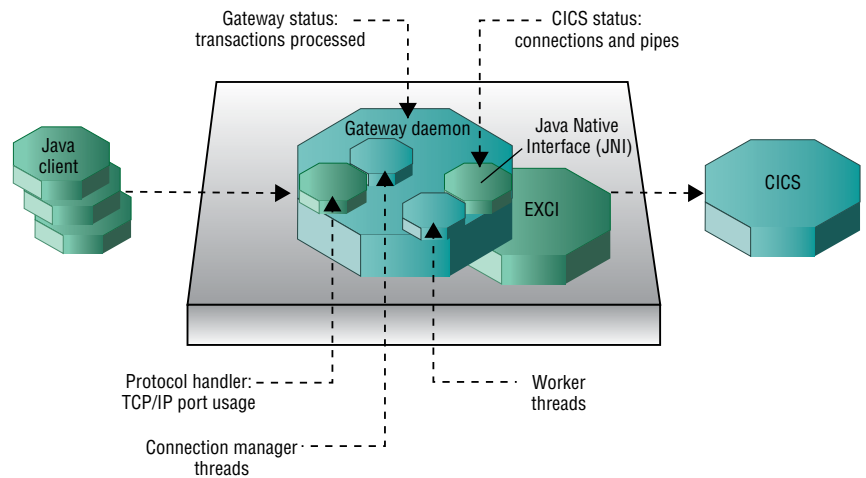 Gateway status:
transactions processed
CICS status:
connections and pipes
Java
client
Gateway daemon
Java Native
Interface (JNI)
EXCI
CICS
Protocol handler:
TCP/IP port usage
Worker
threads
Connection manager
threads